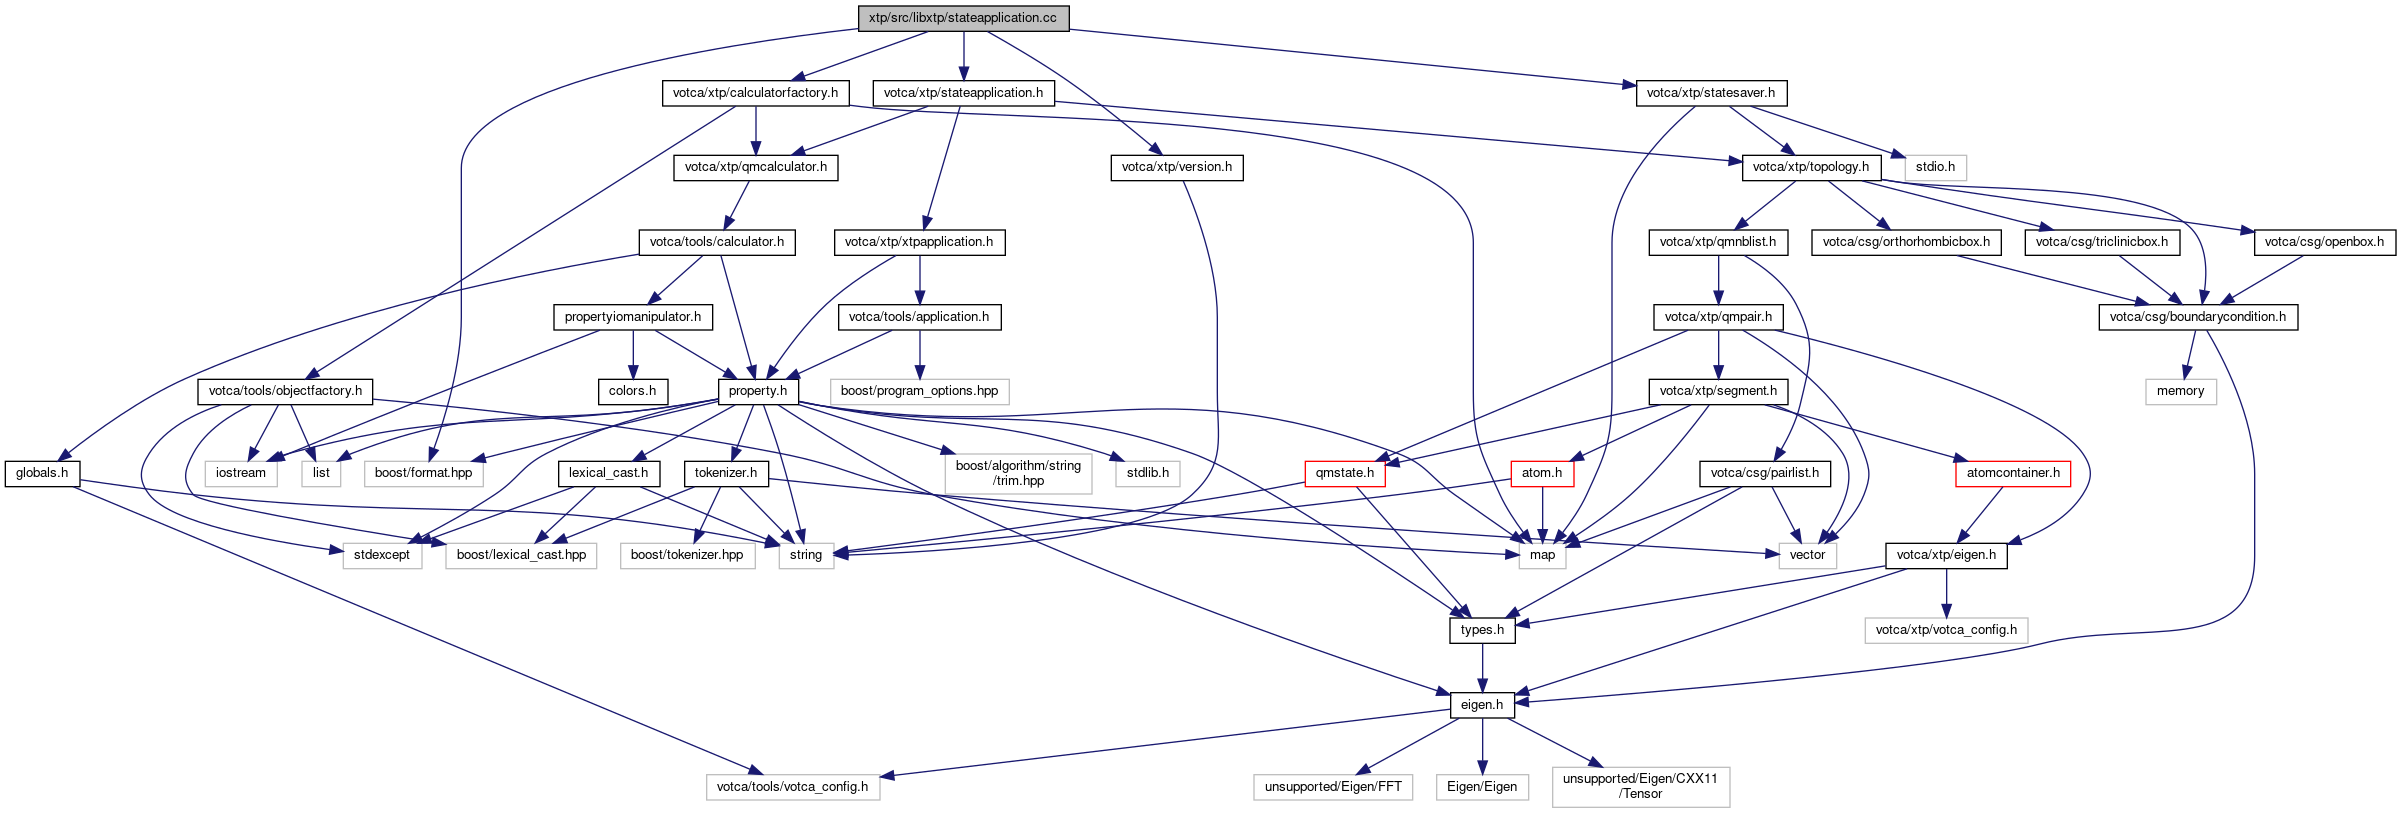 xtp/src/libxtp/stateapplication.cc
votca/xtp/calculatorfactory.h
votca/xtp/stateapplication.h
votca/xtp/statesaver.h
votca/xtp/qmcalculator.h
votca/xtp/version.h
votca/xtp/topology.h
stdio.h
votca/tools/calculator.h
votca/xtp/xtpapplication.h
votca/xtp/qmnblist.h
votca/csg/orthorhombicbox.h
votca/csg/triclinicbox.h
votca/csg/openbox.h
propertyiomanipulator.h
votca/tools/application.h
votca/xtp/qmpair.h
votca/csg/boundarycondition.h
votca/tools/objectfactory.h
colors.h
property.h
boost/program_options.hpp
votca/xtp/segment.h
memory
globals.h
iostream
list
boost/format.hpp
lexical_cast.h
tokenizer.h
boost/algorithm/string
/trim.hpp
stdlib.h
qmstate.h
atom.h
votca/csg/pairlist.h
atomcontainer.h
stdexcept
boost/lexical_cast.hpp
boost/tokenizer.hpp
string
map
vector
votca/xtp/eigen.h
types.h
votca/xtp/votca_config.h
eigen.h
votca/tools/votca_config.h
unsupported/Eigen/FFT
Eigen/Eigen
unsupported/Eigen/CXX11
/Tensor